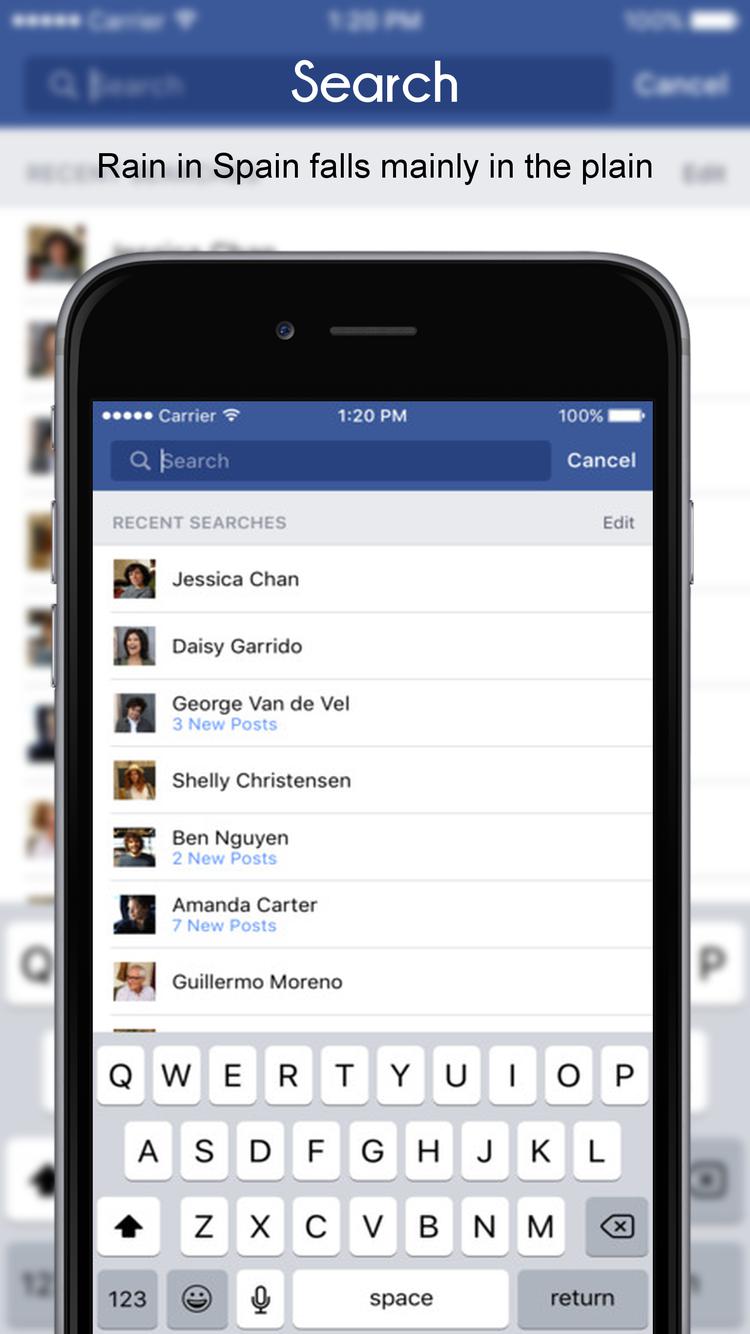 Search
Rain in Spain falls mainly in the plain
Carrier 1:20 PM 100%
Search Cancel
RECENT SEARCHES Edit
Jessica Chan
Daisy Garrido
George Van de Vel
3 New Posts
Shelly Christensen
Ben Nguyen
2 New Posts
Amanda Carter
7 New Posts
Guillermo Moreno
Q W E R T Y U I O P
A S D F G H J K L
Z X C V B N M
123 space return